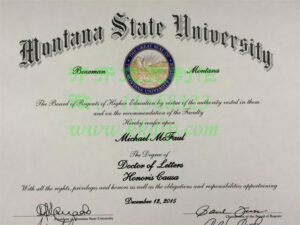 Montana State University
Bozeman Montana
The Board of Regents of Higher Education by virtue of the authority vested in them
and on the recommendation of the Faculty
Hereby confer upon
Michael McFaul
The Degree of
Doctor of Letters
Honoris Causa
With all the rights, privileges and honors as well as the obligations and responsibilities appertaining
December 12, 2015